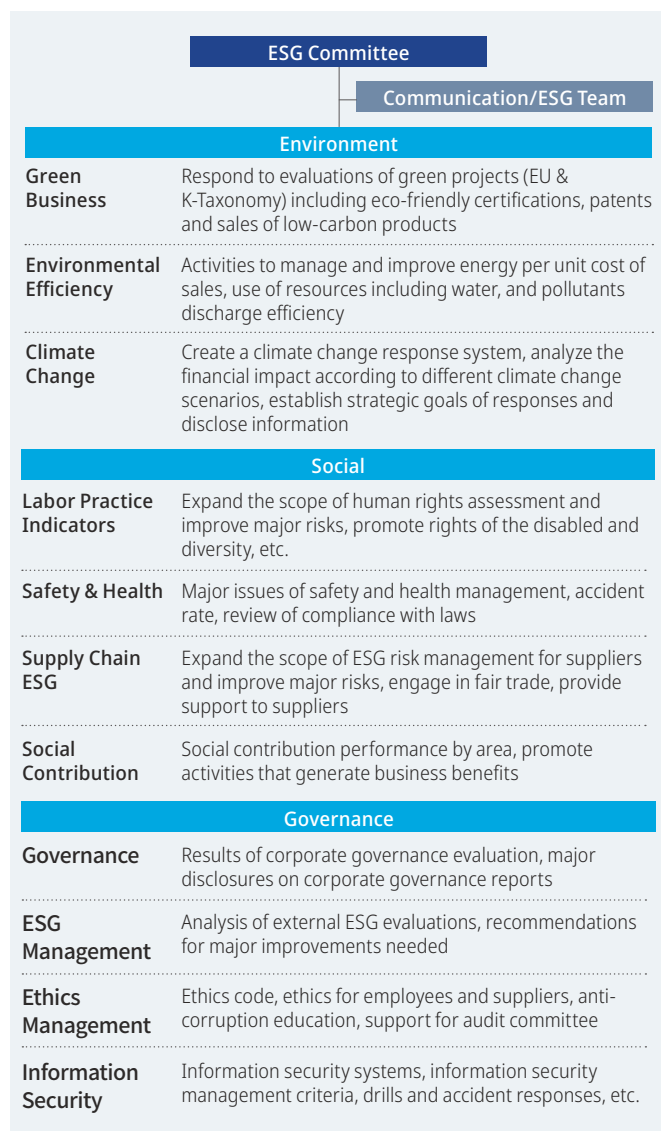 ESG Committee
Communication/ESG Team
Environment
Green
Business
Respond to evaluations of green projects (EU &
K-Taxonomy) including eco-friendly certifications, patents
and sales of low-carbon products
Environmental
Efficiency
Activities to manage and improve energy per unit cost of
sales, use of resources including water, and pollutants
discharge efficiency
Climate
Change
Create a climate change response system, analyze the
financial impact according to different climate change
scenarios, establish strategic goals of responses and
disclose information
Social
Labor Practice
Indicators
Expand the scope of human rights assessment and
improve major risks, promote rights of the disabled and
diversity, etc.
Safety & Health
Major issues of safety and health management, accident
rate, review of compliance with laws
Supply Chain
ESG
Expand the scope of ESG risk management for suppliers
and improve major risks, engage in fair trade, provide
support to suppliers
Social
Contribution
Social contribution performance by area, promote
activities that generate business benefits
Governance
Governance
Results of corporate governance evaluation, major
disclosures on corporate governance reports
ESG
Management
Analysis of external ESG evaluations, recommendations
for major improvements needed
Ethics
Management
Ethics code, ethics for employees and suppliers, anti-
corruption education, support for audit committee
Information
Security
Information security systems, information security
management criteria, drills and accident responses, etc.